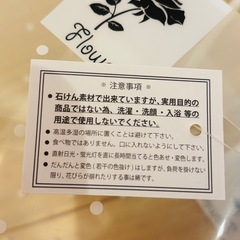 Flower
※ 注意事項 ※
●石けん素材で出来ていますが、実用目的の
商品ではない為、洗濯・洗顔・入浴 等の
用途で使用しないでください。
●高温多湿の場所に置くことは避けて下さい。
●食べ物ではありません。口に入れないようにして下さい。
●直射日光・蛍光灯を直に長時間当てると色あせ・変色します。
●だんだんと変色(若干の色抜け)はしますが、負荷を掛けない
限り、花びらが崩れたりする事は稀です。